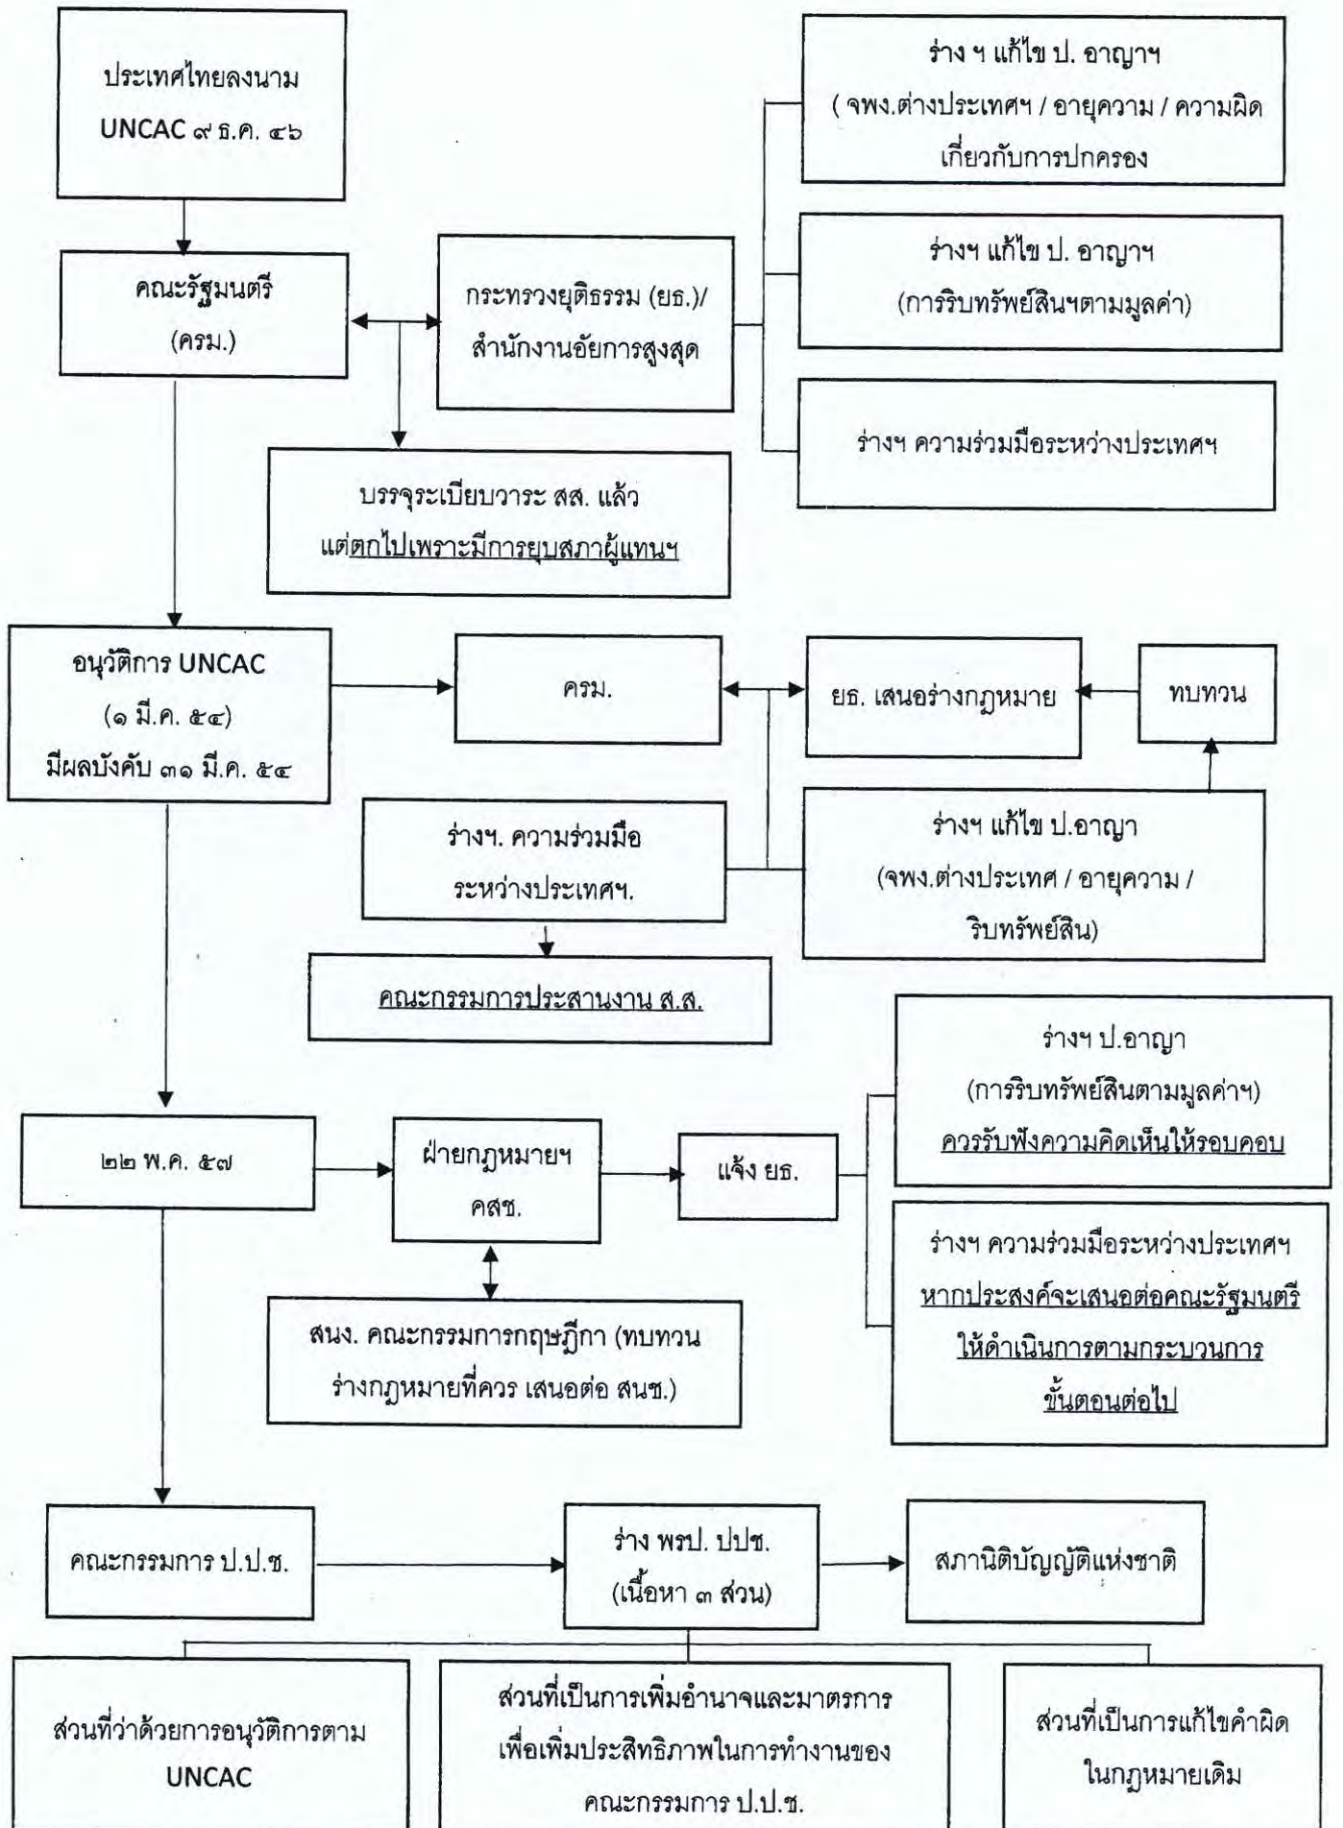 ประเทศไทยลงนาม
UNCAC ๙ ธ.ค. ๔๖
คณะรัฐมนตรี
(ครม.)
กระทรวงยุติธรรม (ยธ.)/
สำนักงานอัยการสูงสุด
ร่าง ฯ แก้ไข ป. อาญาฯ
( จพง.ต่างประเทศฯ / อายุความ / ความผิด
เกี่ยวกับการปกครอง
ร่างฯ แก้ไข ป. อาญาฯ
(การริบทรัพย์สินฯตามมูลค่า)
ร่างฯ ความร่วมมือระหว่างประเทศฯ
บรรจุระเบียบวาระ สส. แล้ว
แต่ตกไปเพราะมีการยุบสภาผู้แทนฯ
อนุวัติการ UNCAC
(๑ มี.ค. ๕๔)
มีผลบังคับ ๓๑ มี.ค. ๕๔
ครม.
ยธ. เสนอร่างกฎหมาย
ทบทวน
ร่างฯ. ความร่วมมือ
ระหว่างประเทศฯ.
ร่างฯ แก้ไข ป.อาญา
(จพง.ต่างประเทศ / อายุความ /
ริบทรัพย์สิน)
คณะกรรมการประสานงาน ส.ส.
๒๒ พ.ค. ๕๗
ฝ่ายกฎหมายฯ
คสช.
แจ้ง ยธ.
ร่างฯ ป.อาญา
(การริบทรัพย์สินตามมูลค่าฯ)
ควรรับฟังความคิดเห็นให้รอบคอบ
ร่างฯ ความร่วมมือระหว่างประเทศฯ
หากประสงค์จะเสนอต่อคณะรัฐมนตรี
ให้ดำเนินการตามกระบวนการ
ขั้นตอนต่อไป
สนง. คณะกรรมการกฤษฎีกา (ทบทวน
ร่างกฎหมายที่ควร เสนอต่อ สนช.)
คณะกรรมการ ป.ป.ช.
ร่าง พรป. ปปช.
(เนื้อหา ๓ ส่วน)
สภานิติบัญญัติแห่งชาติ
ส่วนที่ว่าด้วยการอนุวัติการตาม
UNCAC
ส่วนที่เป็นการเพิ่มอำนาจและมาตรการ
เพื่อเพิ่มประสิทธิภาพในการทำงานของ
คณะกรรมการ ป.ป.ช.
ส่วนที่เป็นการแก้ไขคำผิด
ในกฎหมายเดิม